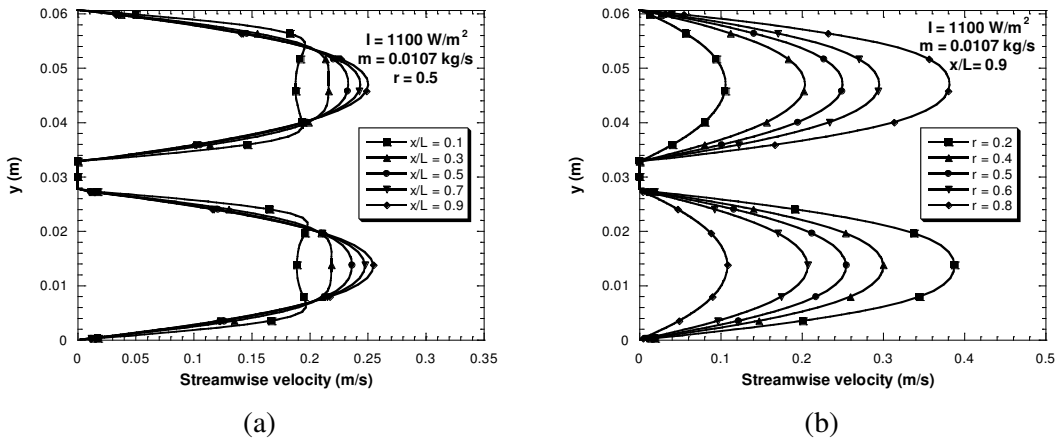 0.06
0.05
0.04
0.03
0.02
0.01
0
y (m)
I = 1100 W/m²
m = 0.0107 kg/s
r = 0.5
x/L = 0.1
x/L = 0.3
x/L = 0.5
x/L = 0.7
x/L = 0.9
0 0.05 0.1 0.15 0.2 0.25 0.3 0.35
Streamwise velocity (m/s)
(a)
0.06
0.05
0.04
0.03
0.02
0.01
0
y (m)
I = 1100 W/m²
m = 0.0107 kg/s
x/L= 0.9
r = 0.2
r = 0.4
r = 0.5
r = 0.6
r = 0.8
0 0.1 0.2 0.3 0.4 0.5
Streamwise velocity (m/s)
(b)